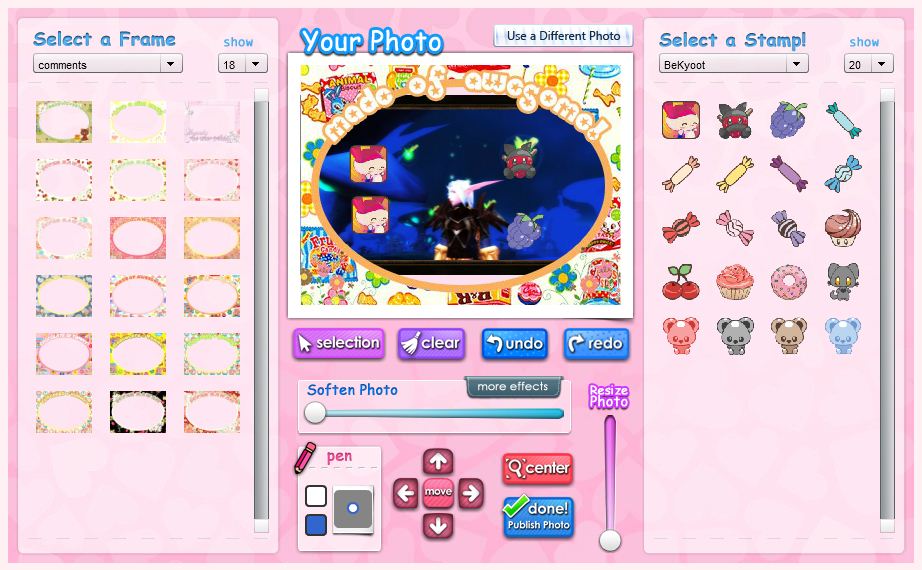 Select a Frame
show
comments
18
Your Photo
Use a Different Photo
made of awesome!
ANIMAL
selection
clear
undo
redo
Soften Photo
more effects
Resize
Photo
pen
move
center
done!
Publish Photo
Select a Stamp!
show
BeKyoot
20